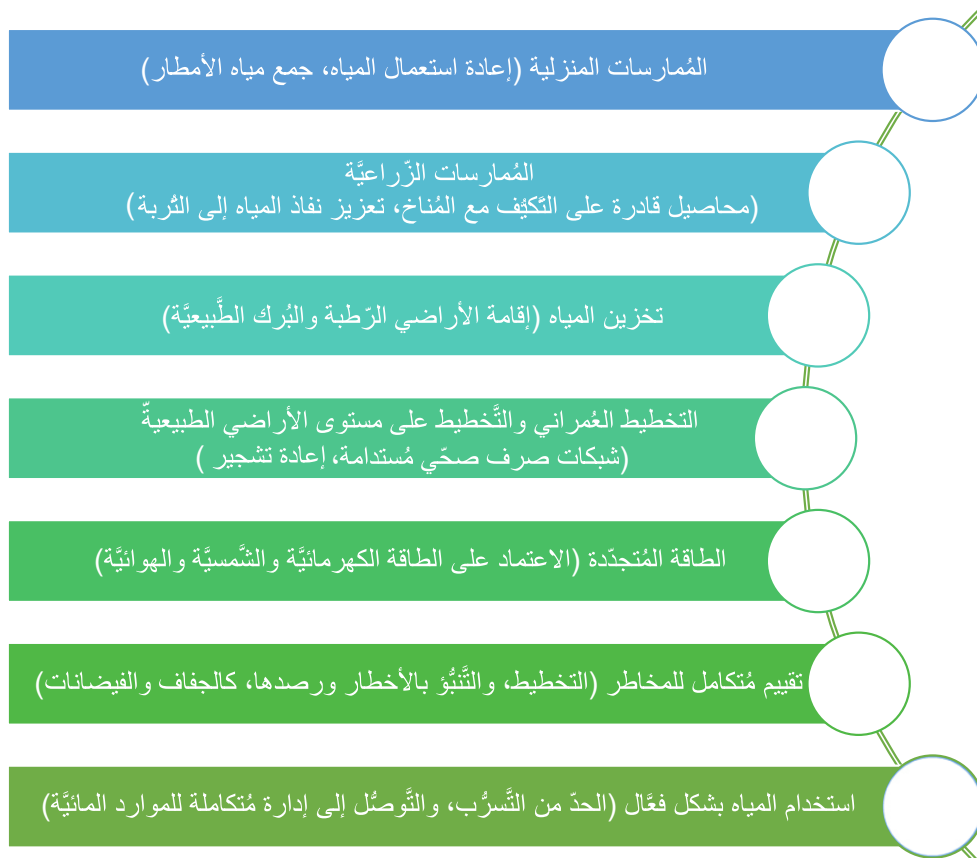 المُمارسات المنزلية (إعادة استعمال المياه، جمع مياه الأمطار)
المُمارسات الزّراعيَّة
(محاصيل قادرة على التّكيّف مع المُناخ، تعزيز نفاذ المياه إلى التُربة)
تخزين المياه (إقامة الأراضي الرّطبة والبُرك الطَّبيعيَّة)
التخطيط العُمراني والتَّخطيط على مستوى الأراضي الطبيعيةّ
(شبكات صرف صحّي مُستدامة، إعادة تشجير )
الطاقة المُتجدّدة (الاعتماد على الطاقة الكهرمائيَّة والشَّمسيَّة والهوائيَّة)
تقييم مُتكامل للمخاطر (التخطيط، والتَّنبُّؤ بالأخطار ورصدها، كالجفاف والفيضانات)
استخدام المياه بشكل فعَّال (الحدّ من التَّسرُّب، والتَّوصُّل إلى إدارة مُتكاملة للموارد المائيَّة)